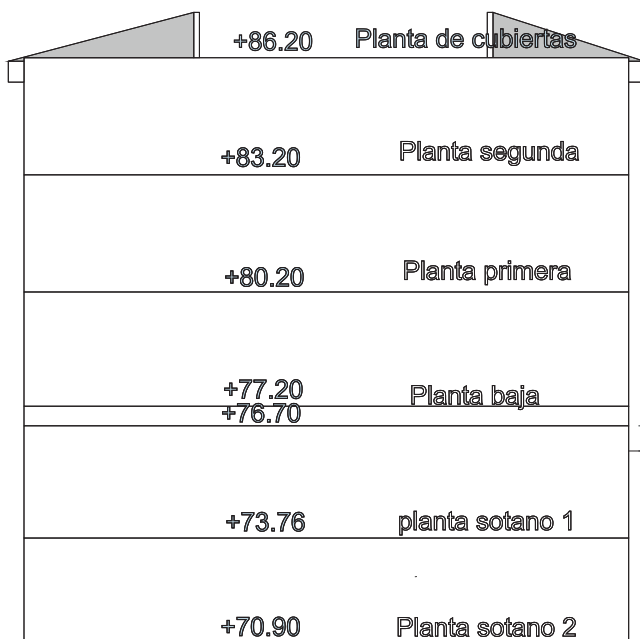 +86.20 Planta de cubiertas
+83.20 Planta segunda
+80.20 Planta primera
+77.20 Planta baja
+76.70
+73.76 planta sotano 1
+70.90 Planta sotano 2